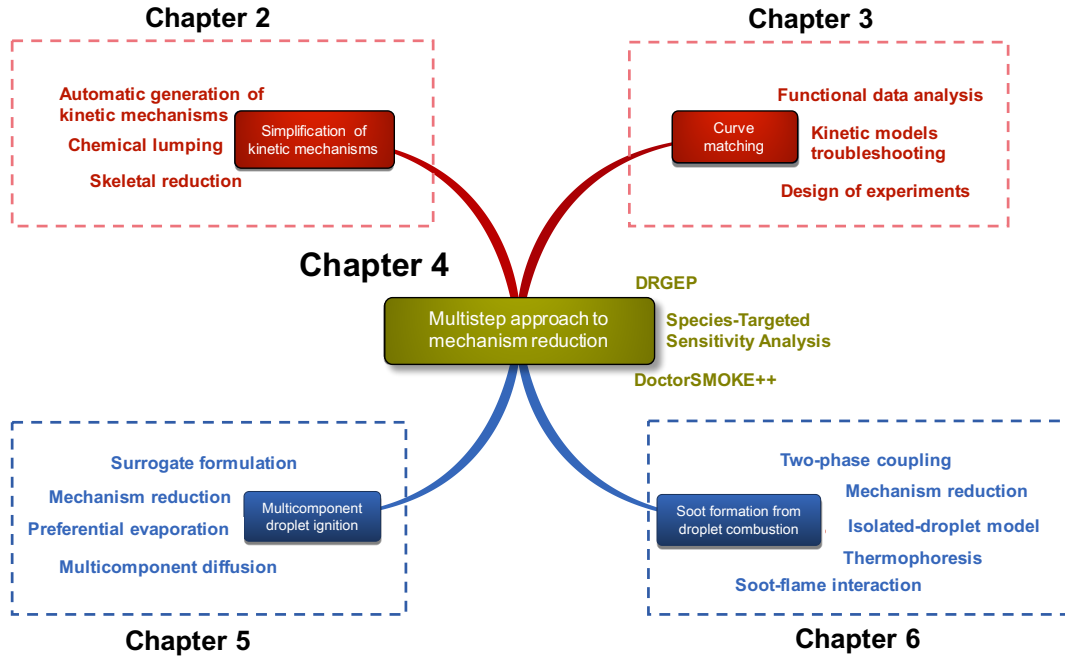 Chapter 2
Automatic generation of
kinetic mechanisms
Chemical lumping
Skeletal reduction
Simplification of
kinetic mechanisms
Chapter 3
Functional data analysis
Curve
matching
Kinetic models
troubleshooting
Design of experiments
Chapter 4
Multistep approach to
mechanism reduction
DRGEP
Species-Targeted
Sensitivity Analysis
DoctorSMOKE++
Surrogate formulation
Mechanism reduction
Preferential evaporation
Multicomponent diffusion
Multicomponent
droplet ignition
Chapter 5
Two-phase coupling
Mechanism reduction
Soot formation from
droplet combustion
Isolated-droplet model
Thermophoresis
Soot-flame interaction
Chapter 6